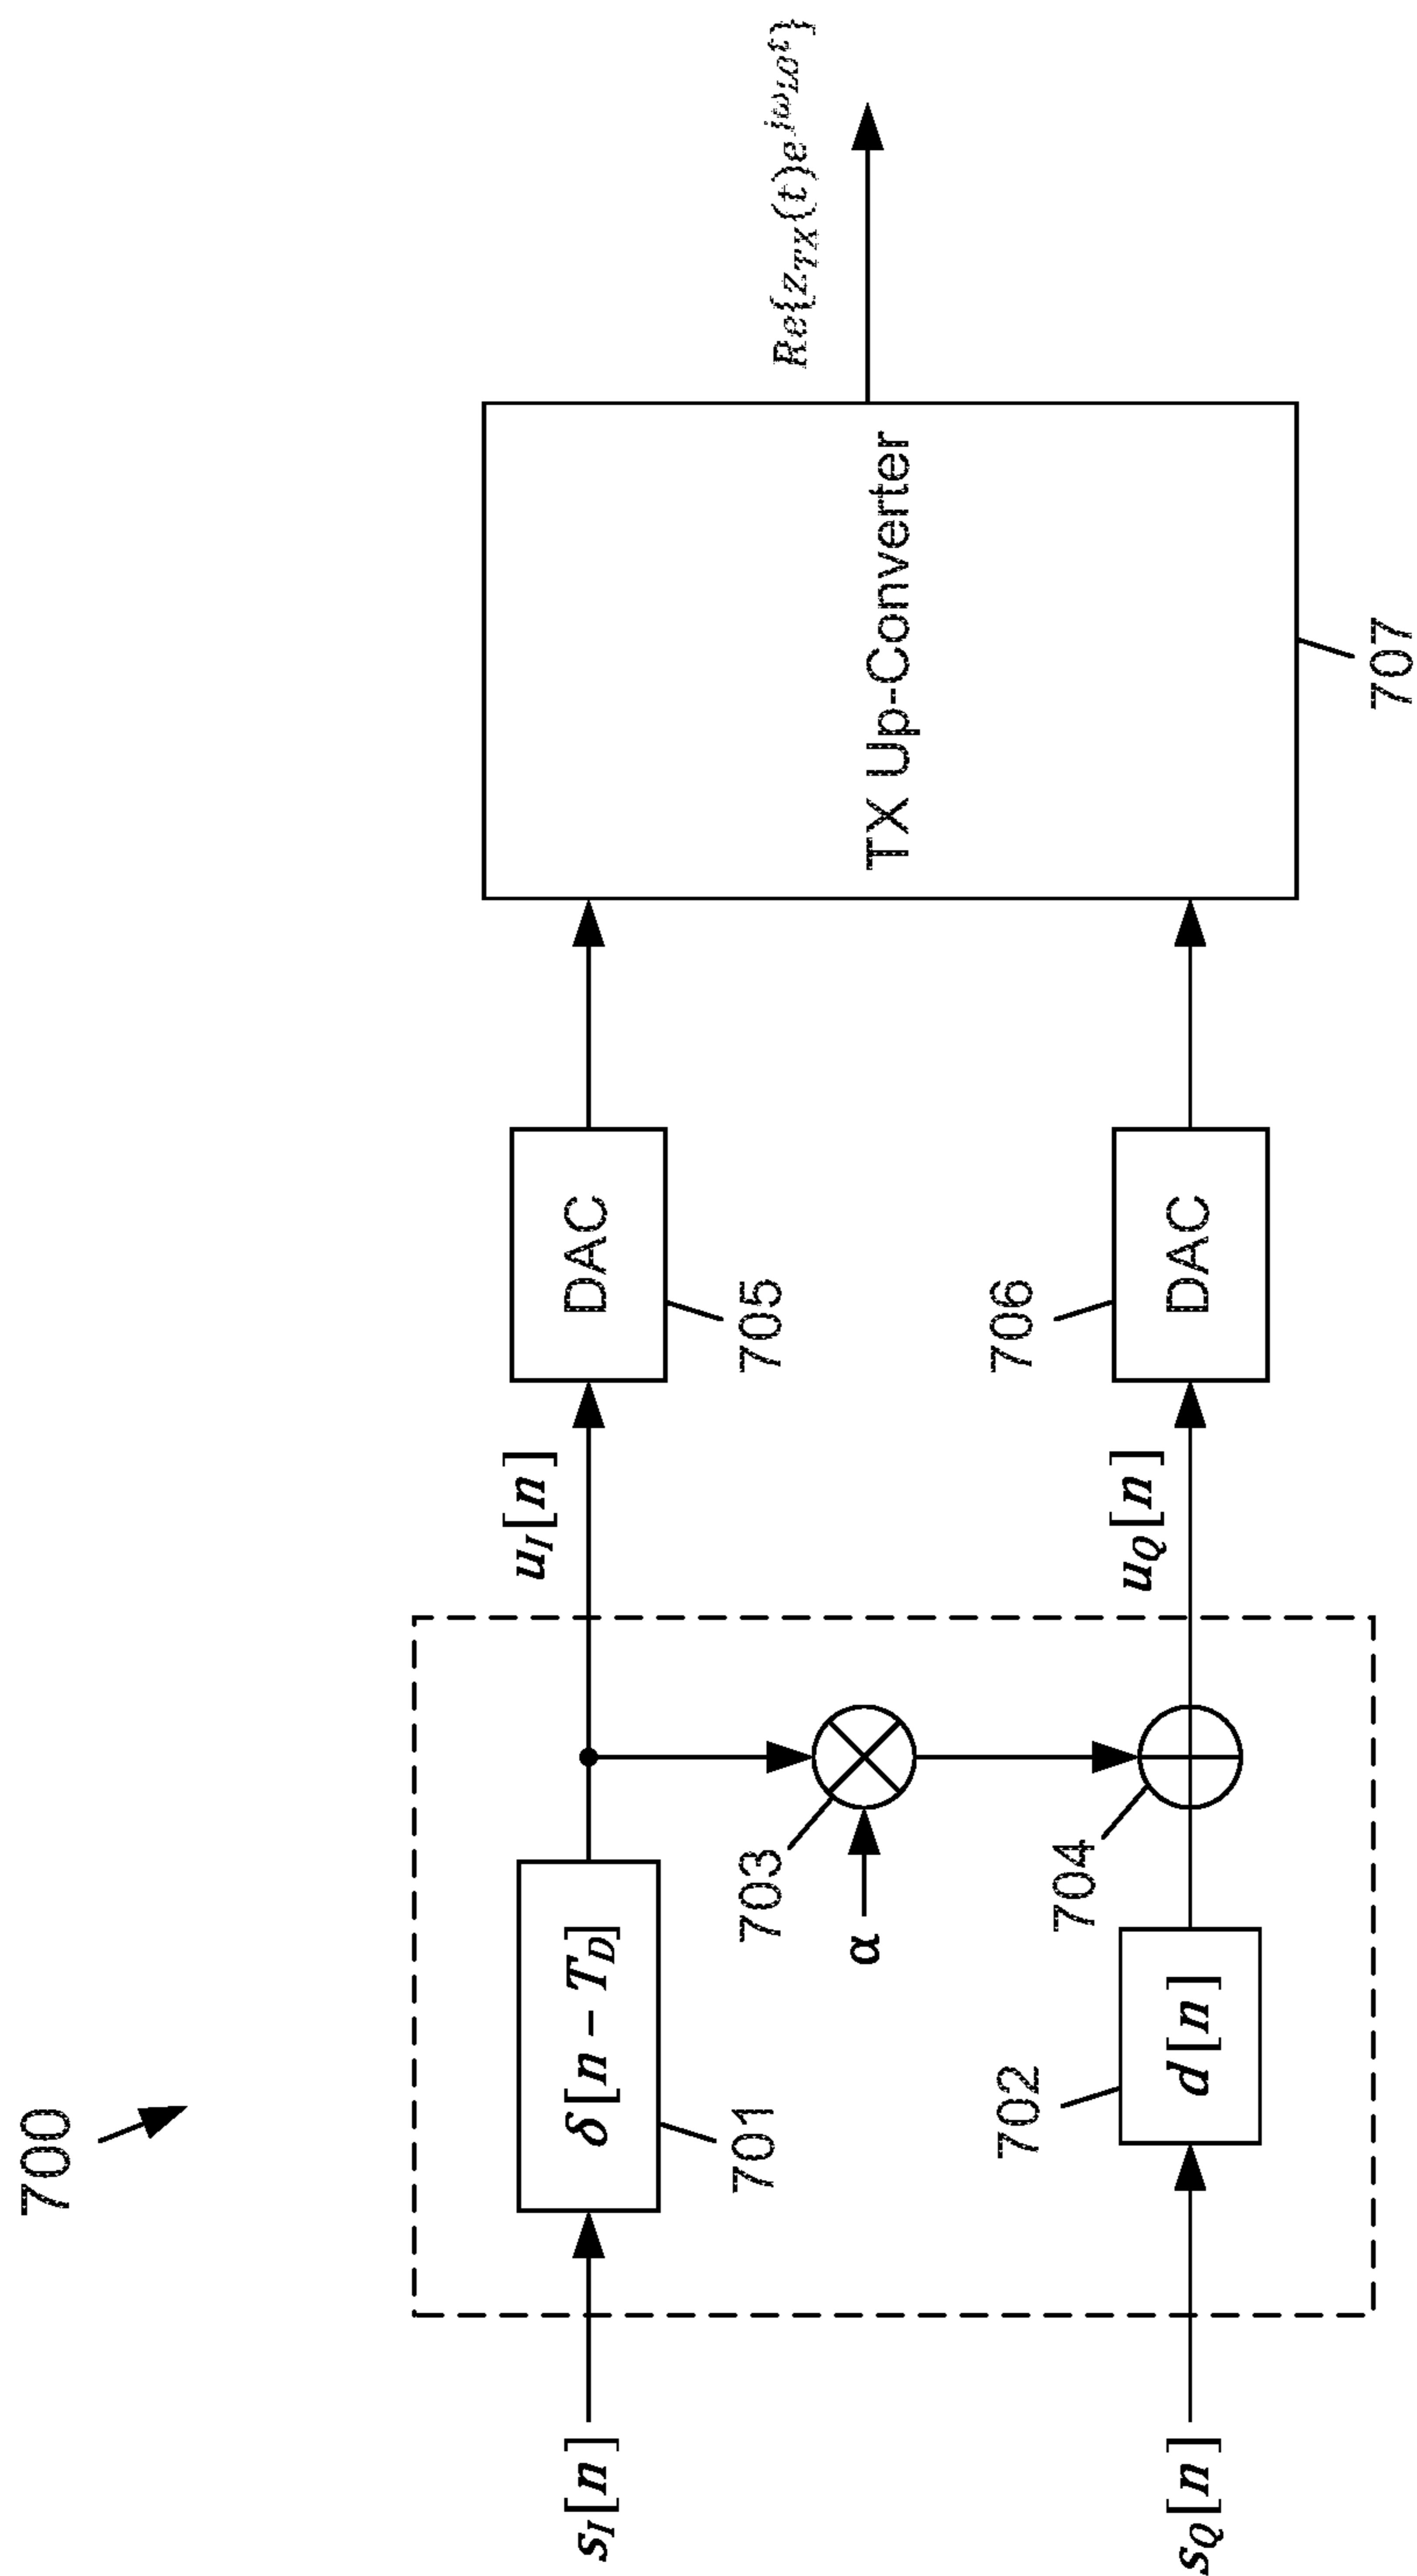 700
s_I[n]
δ[n − T_D]
701
u_I[n]
DAC
705
703
α
TX Up-Converter
707
Re{z_TX(t)e^{jω_LO t}}
s_Q[n]
702
d[n]
704
u_Q[n]
706
DAC